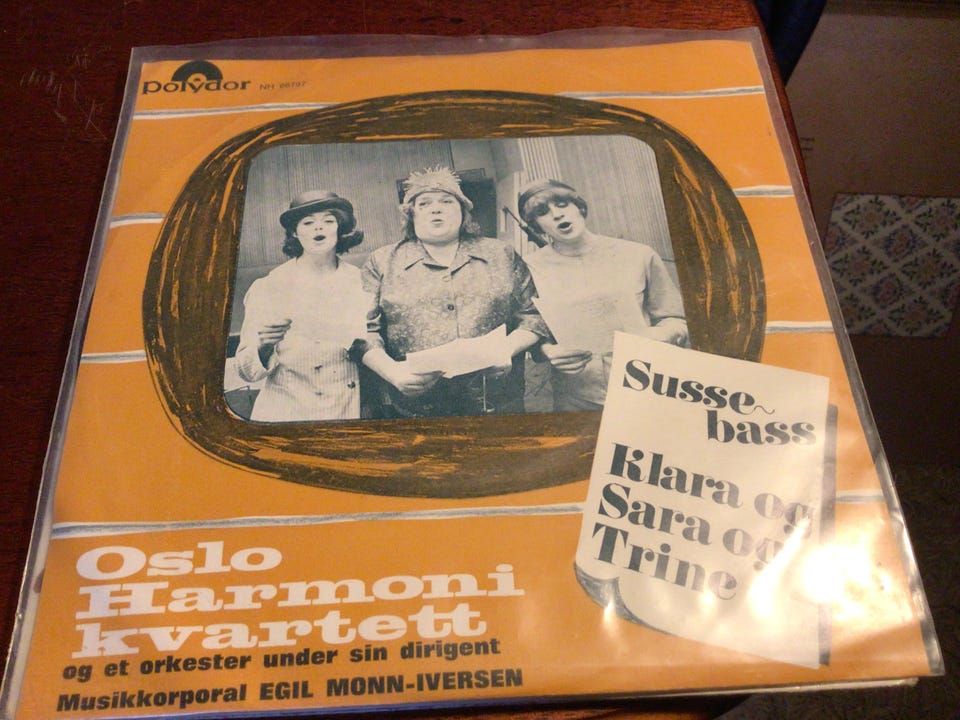 polydor NH 66797
Susse~
bass
Klara og
Sara og
Trine
Oslo
Harmoni
kvartett
og et orkester under sin dirigent
Musikkorporal EGIL MONN-IVERSEN